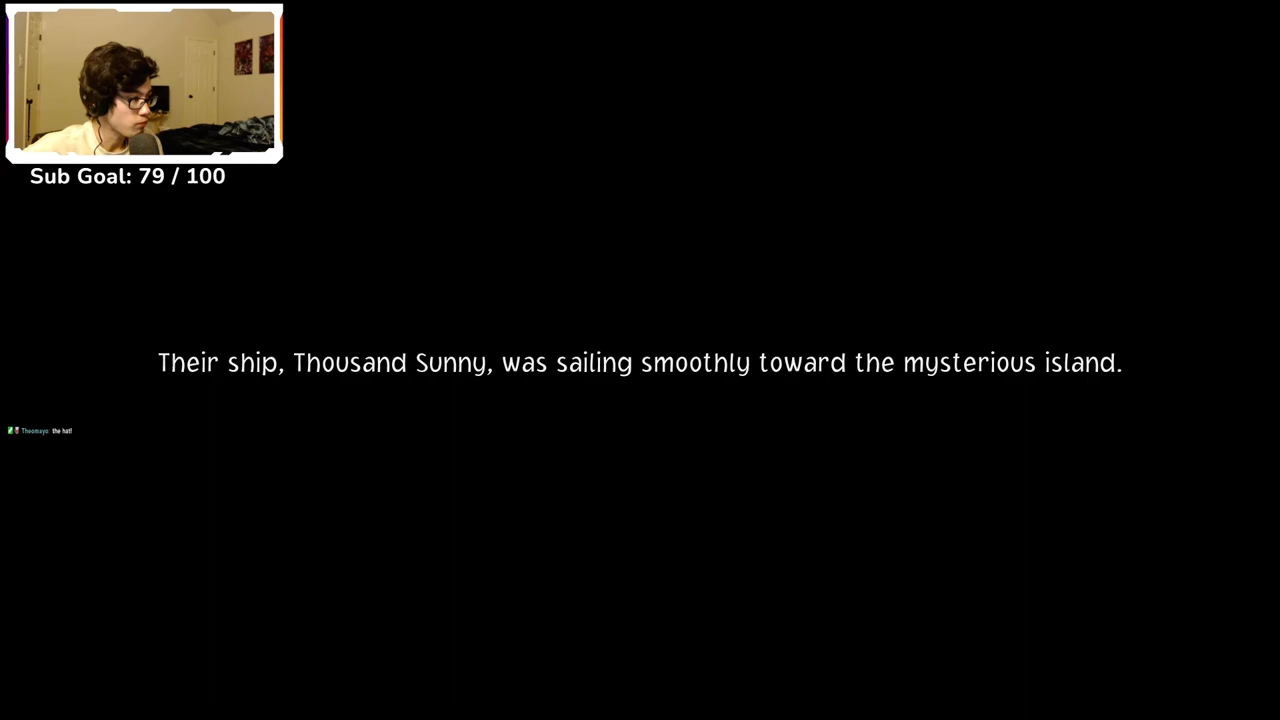 Sub Goal: 79 / 100
Their ship, Thousand Sunny, was sailing smoothly toward the mysterious island.
Theomayo: the hat!